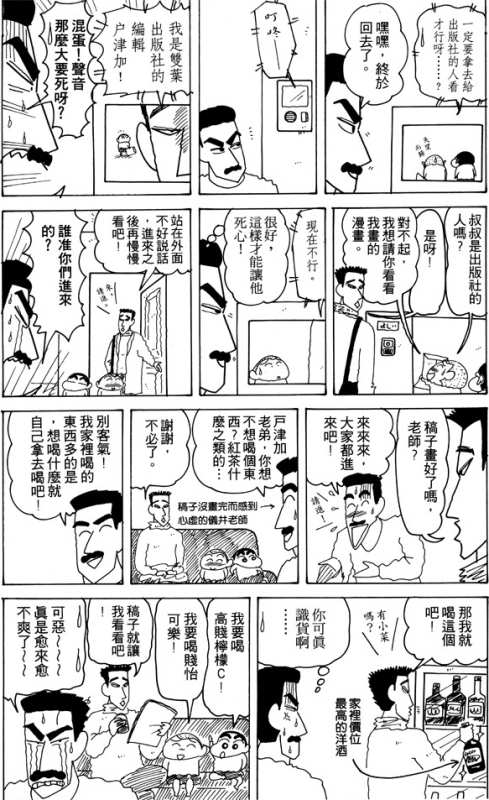 一定要拿去給
出版社的人看
才行呀……？
嘿嘿，終於
回去了。
叮咚——
我是雙葉
出版社的
編輯
户津加！
混蛋！聲音
那麼大要死呀？
叔叔是出版社的
人嗎？
是呀！
對不起，
我想請你看看
我畫的
漫畫。
現在不行。
很好，
這樣才能讓他
死心！
站在外面
不好説話
，進來之
後再慢慢
看吧！
來，
請進。
誰准你們進來
的？
稿子畫好了嗎，
老師？
來來來，
大家都進
來吧！
請進！
户津加
老弟，你想
不想喝個東
西？紅茶什
麼之類的…
謝謝，
不必了。
稿子沒畫完而感到
心虛的儀井老師
別客氣！
我家裡喝的
東西多的是
，想喝什麼就
自己拿去喝吧！
那我就
喝這個
吧！
有小菜
嗎？
家裡價位
最高的洋酒
你可真
識貨啊
……
我要喝
高賤檸檬C！
我要喝賤怡
可樂！
稿子就讓
我看看吧
！
可惡～～～
真是愈來愈
不爽了～～